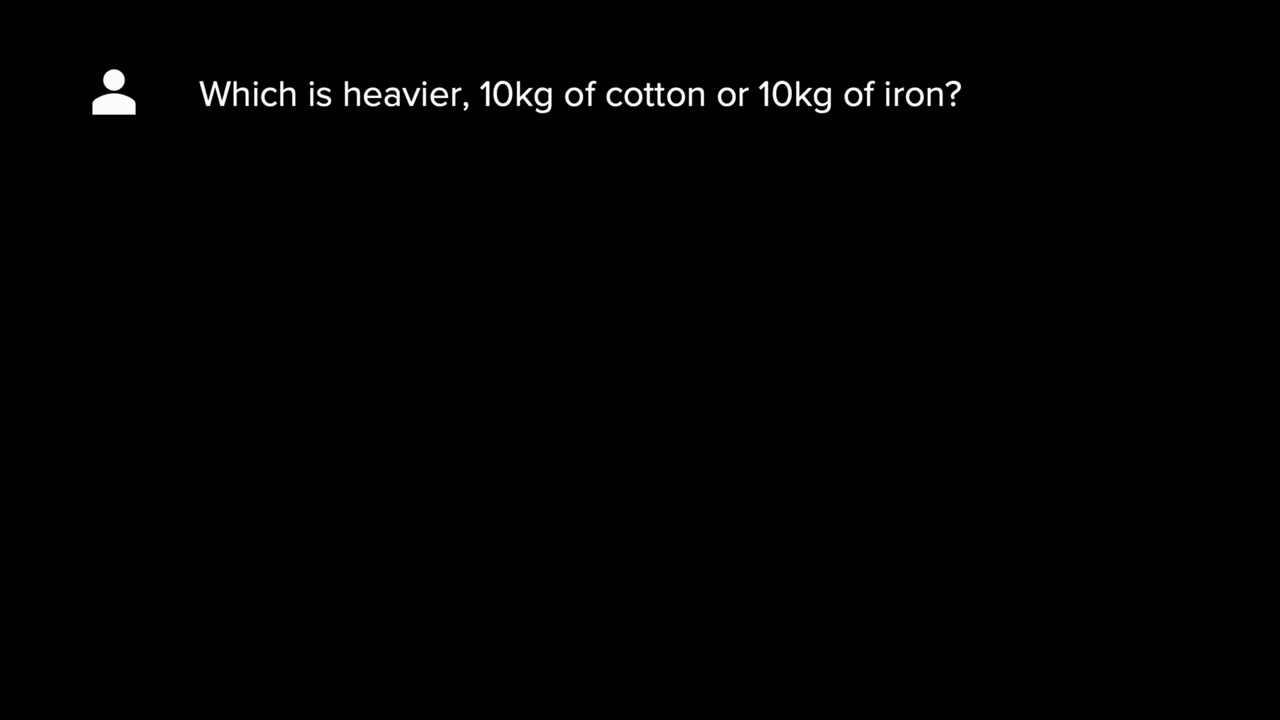 Which is heavier, 10kg of cotton or 10kg of iron?